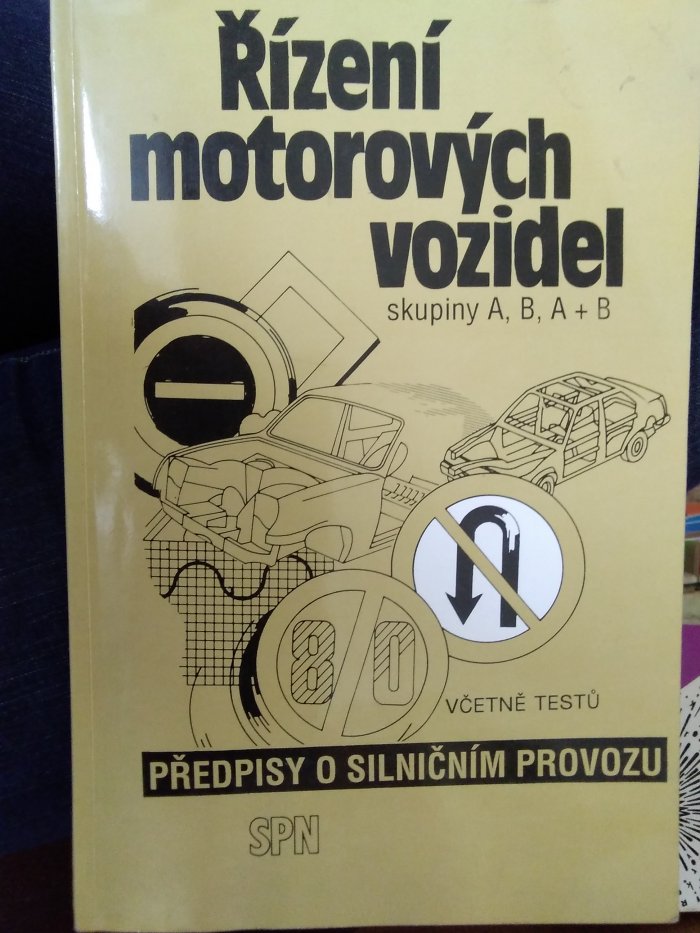 Řízení
motorových
vozidel
skupiny A, B, A + B
80
VČETNĚ TESTŮ
PŘEDPISY O SILNIČNÍM PROVOZU
SPN